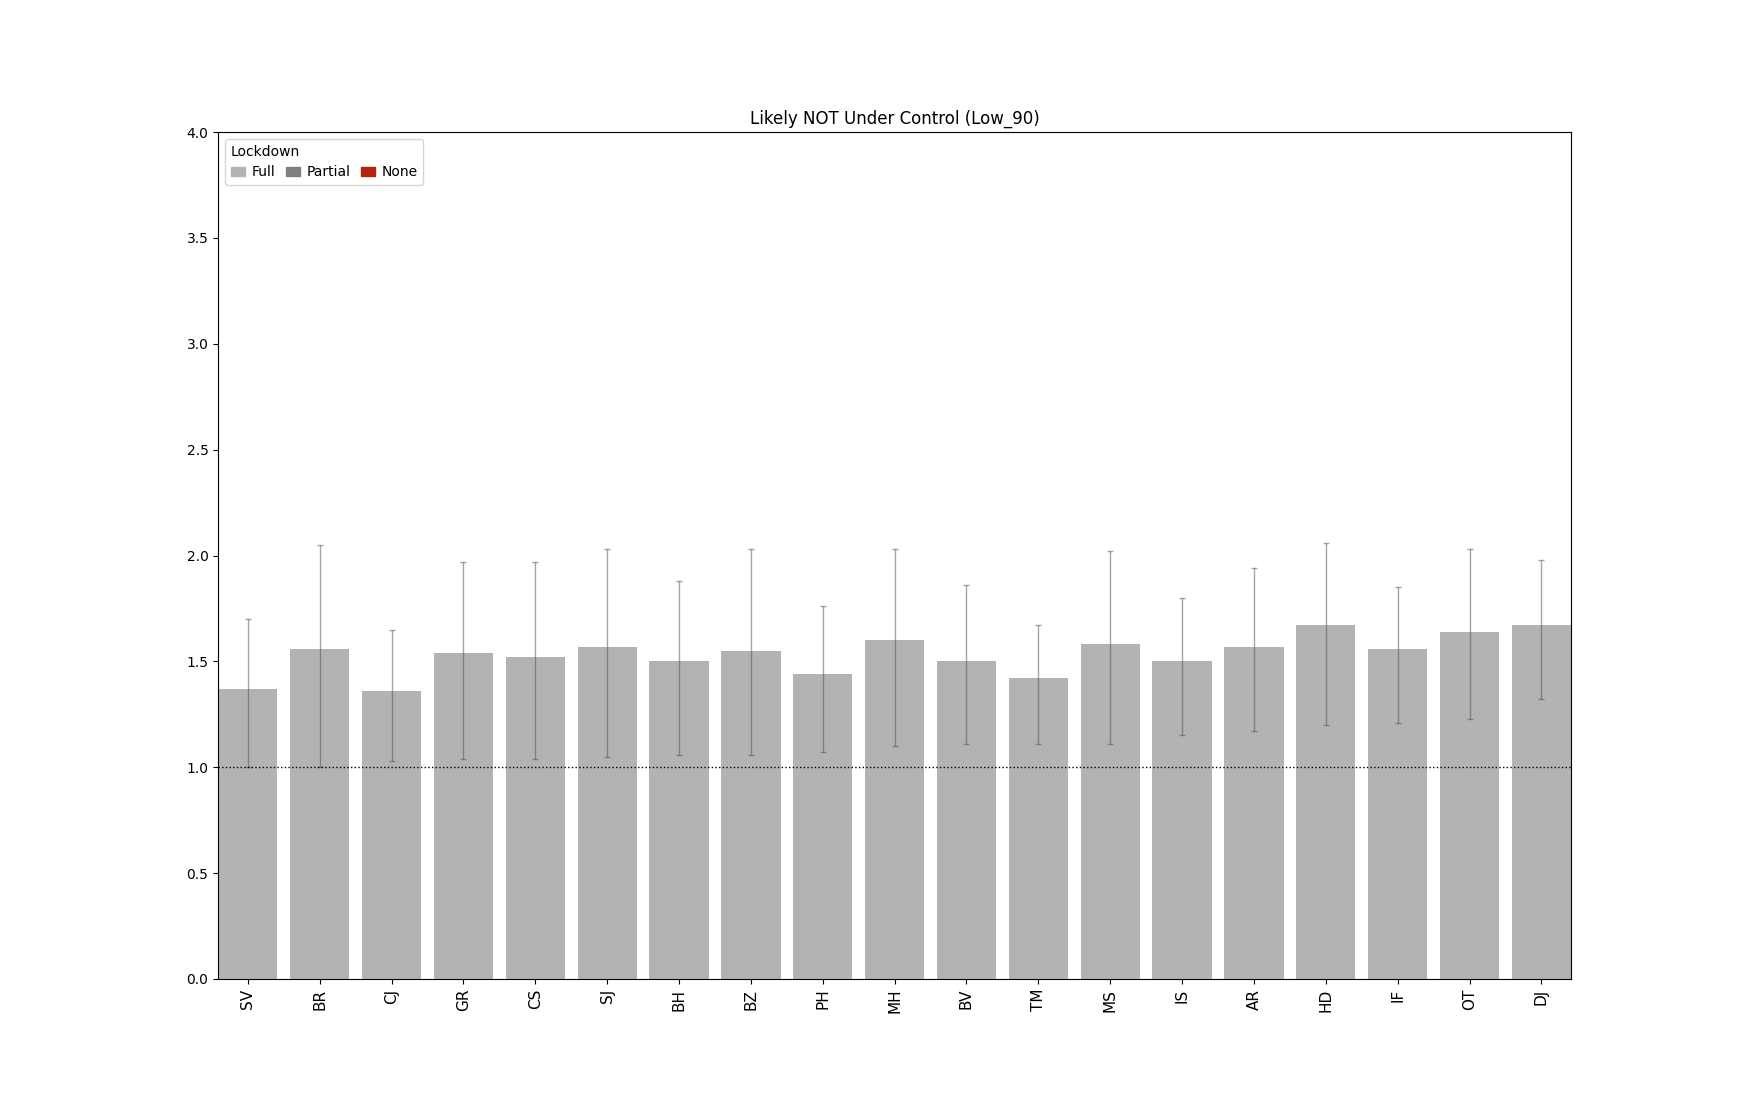 Likely NOT Under Control (Low_90)
4.0
Lockdown
Full Partial None
3.5
3.0
2.5
2.0
1.5
1.0
0.5
0.0
SV BR CJ GR CS SJ BH BZ PH MH BV TM MS IS AR HD IF OT DJ